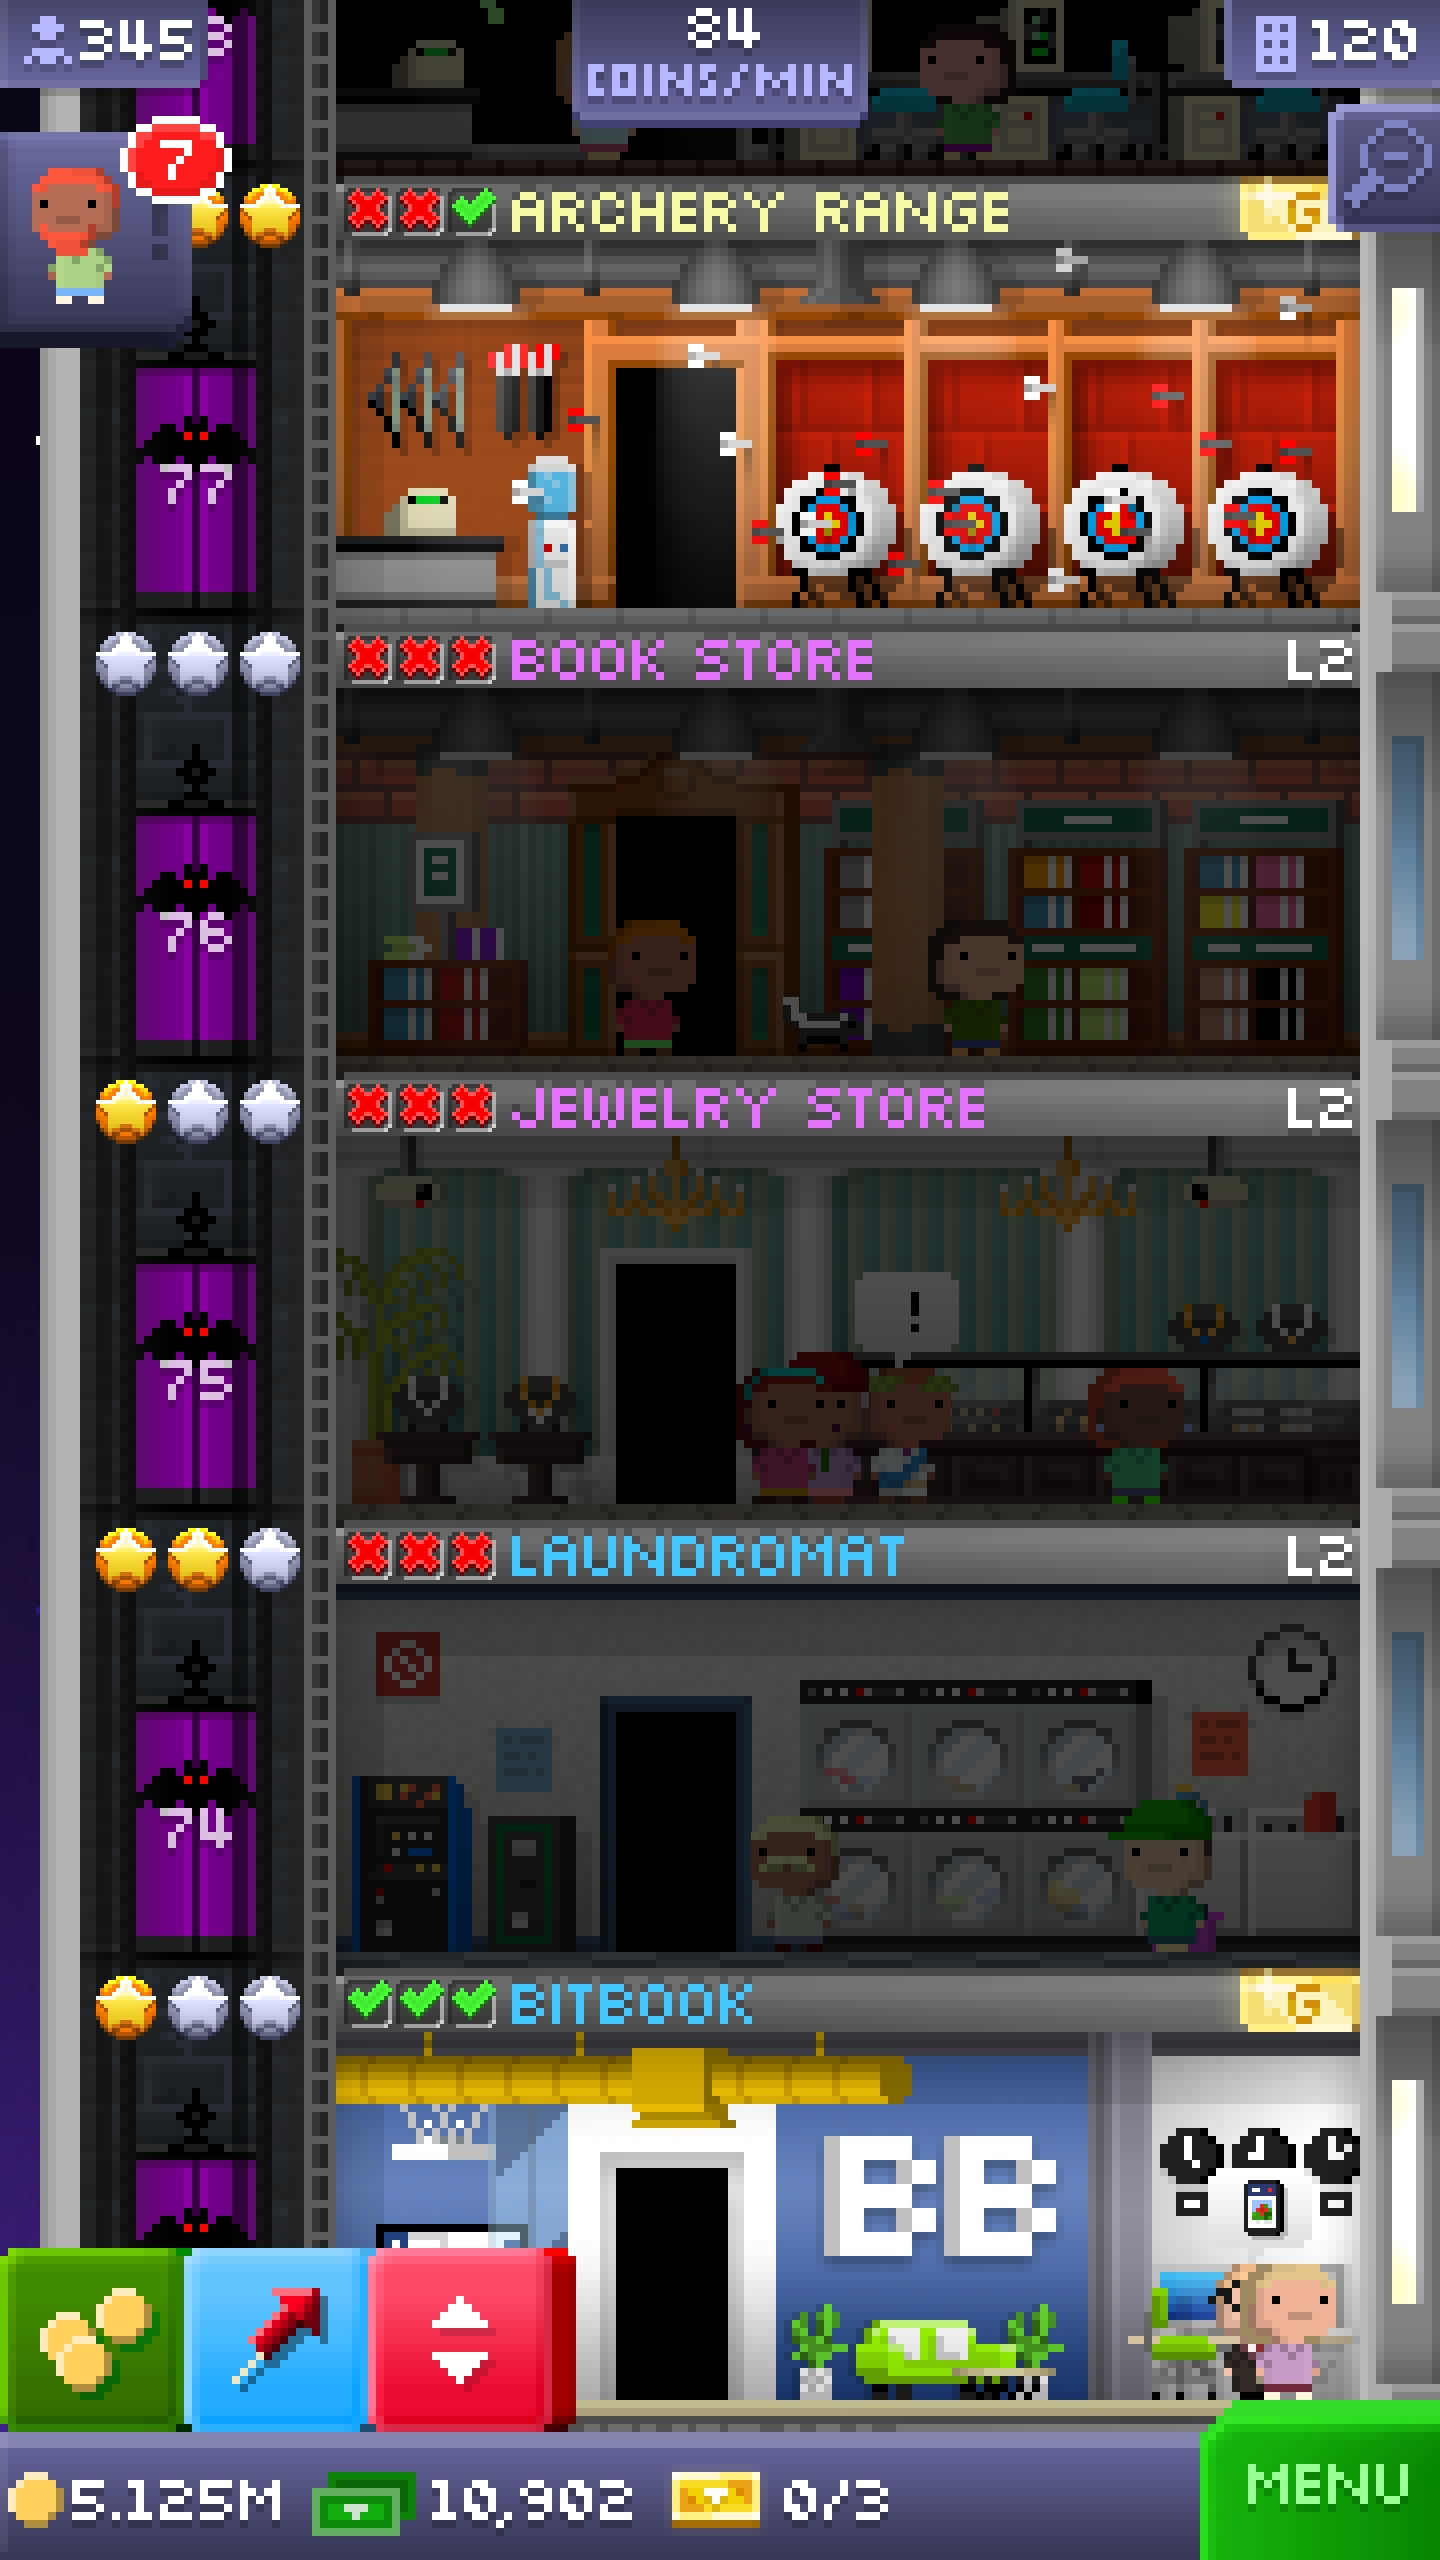 345
84
COINS/MIN
120
7
ARCHERY RANGE
G
77
BOOK STORE
L2
76
JEWELRY STORE
L2
!
75
LAUNDROMAT
L2
74
BITBOOK
G
BB
5.125M
10,902
0/3
MENU